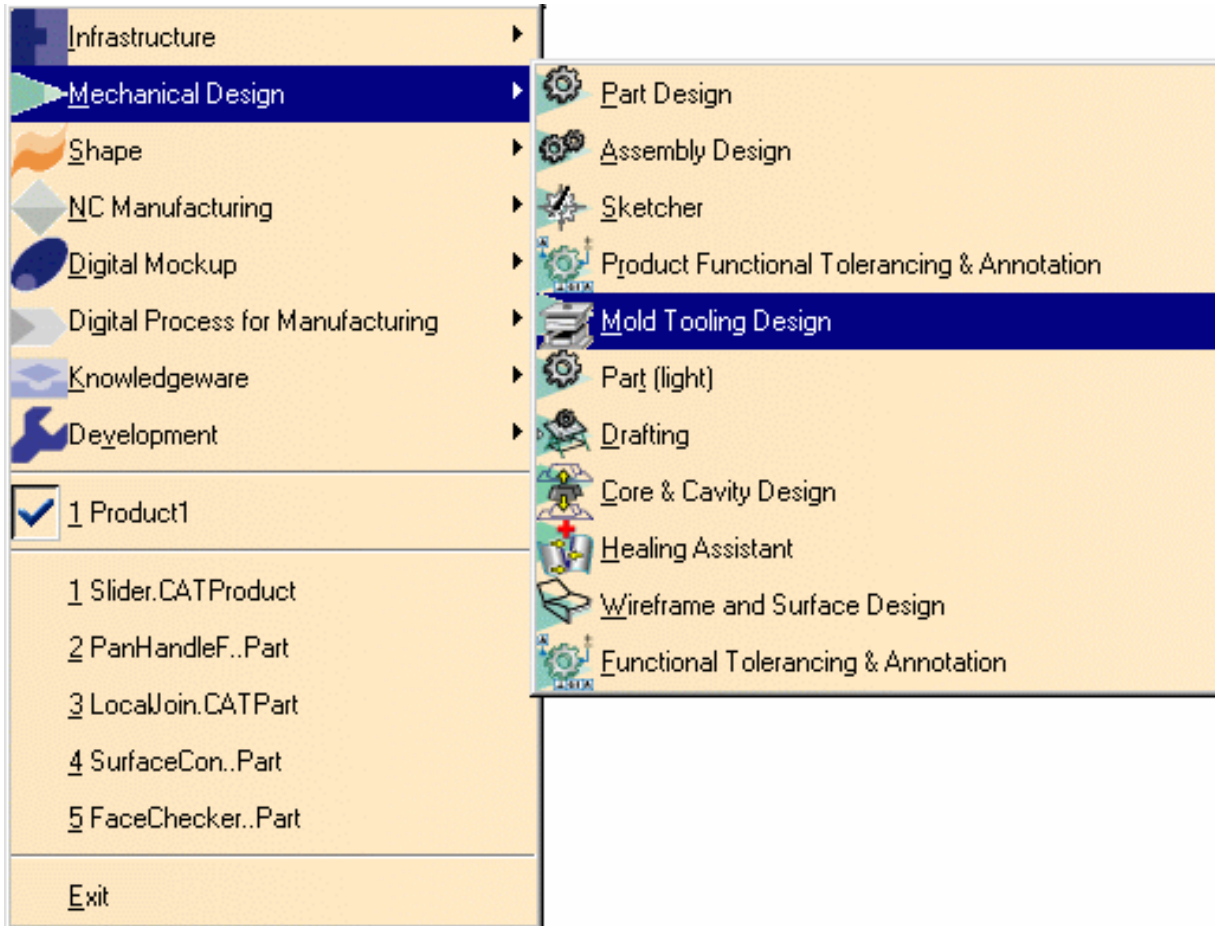 Infrastructure
Mechanical Design
Shape
NC Manufacturing
Digital Mockup
Digital Process for Manufacturing
Knowledgeware
Development
1 Product1
1 Slider.CATProduct
2 PanHandleF..Part
3 LocalJoin.CATPart
4 SurfaceCon..Part
5 FaceChecker..Part
Exit
Part Design
Assembly Design
Sketcher
Product Functional Tolerancing & Annotation
Mold Tooling Design
Part (light)
Drafting
Core & Cavity Design
Healing Assistant
Wireframe and Surface Design
Functional Tolerancing & Annotation